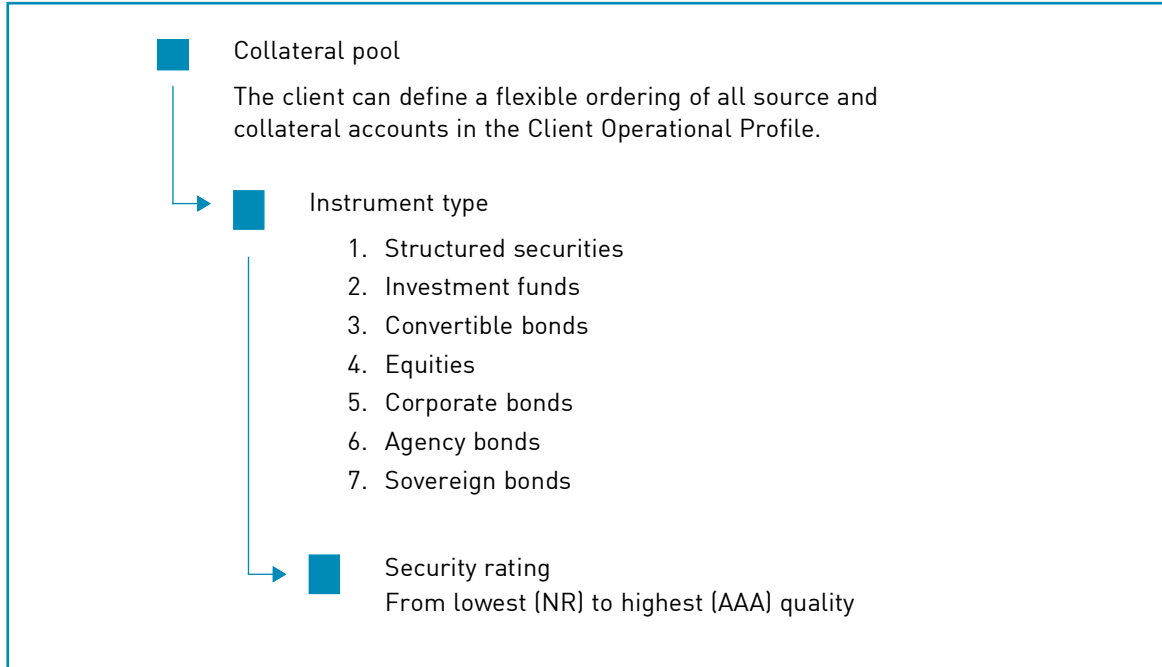 Collateral pool
The client can define a flexible ordering of all source and
collateral accounts in the Client Operational Profile.
Instrument type
1. Structured securities
2. Investment funds
3. Convertible bonds
4. Equities
5. Corporate bonds
6. Agency bonds
7. Sovereign bonds
Security rating
From lowest (NR) to highest (AAA) quality